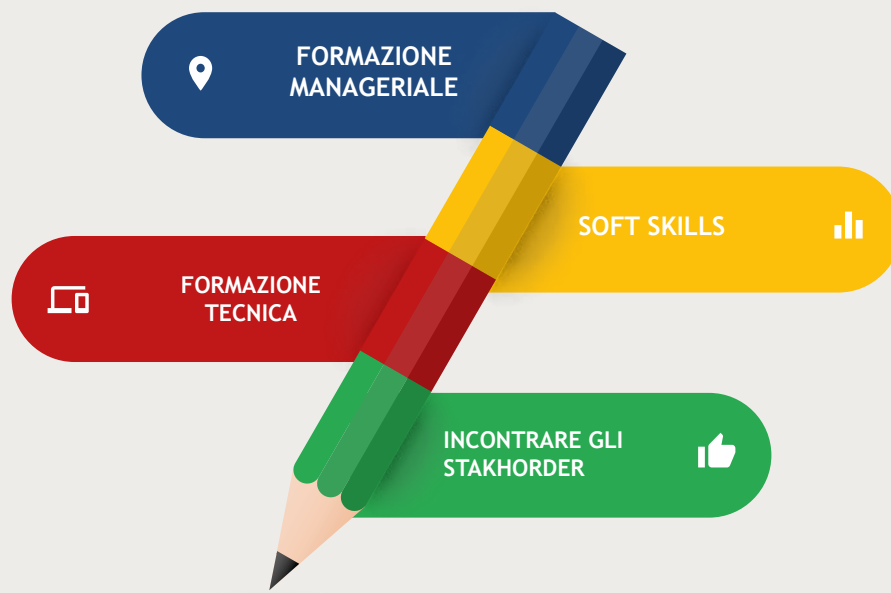 FORMAZIONE
MANAGERIALE
SOFT SKILLS
FORMAZIONE
TECNICA
INCONTRARE GLI
STAKHORDER